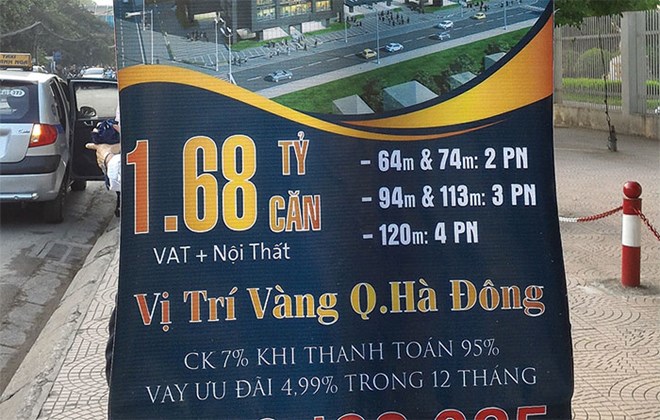 1.68 TỶ CĂN
VAT + Nội Thất
- 64m & 74m: 2 PN
- 94m & 113m: 3 PN
- 120m: 4 PN
Vị Trí Vàng Q.Hà Đông
CK 7% KHI THANH TOÁN 95%
VAY ƯU ĐÃI 4,99% TRONG 12 THÁNG